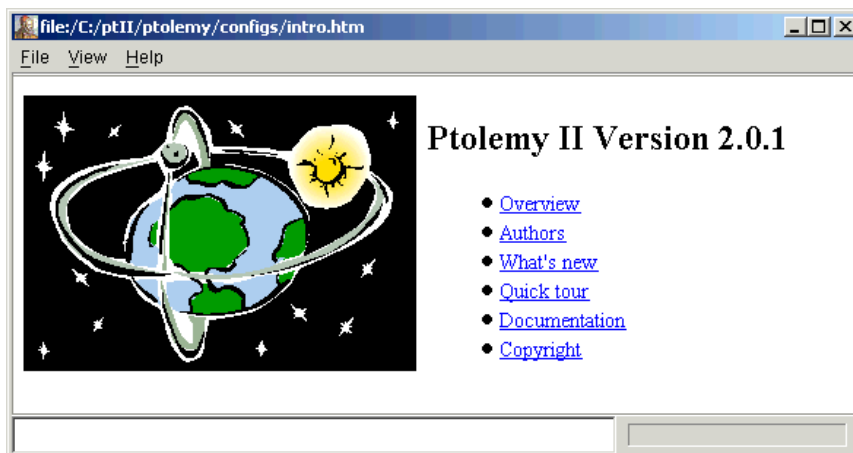 file:/C:/ptII/ptolemy/configs/intro.htm
File View Help
Ptolemy II Version 2.0.1
Overview
Authors
What's new
Quick tour
Documentation
Copyright